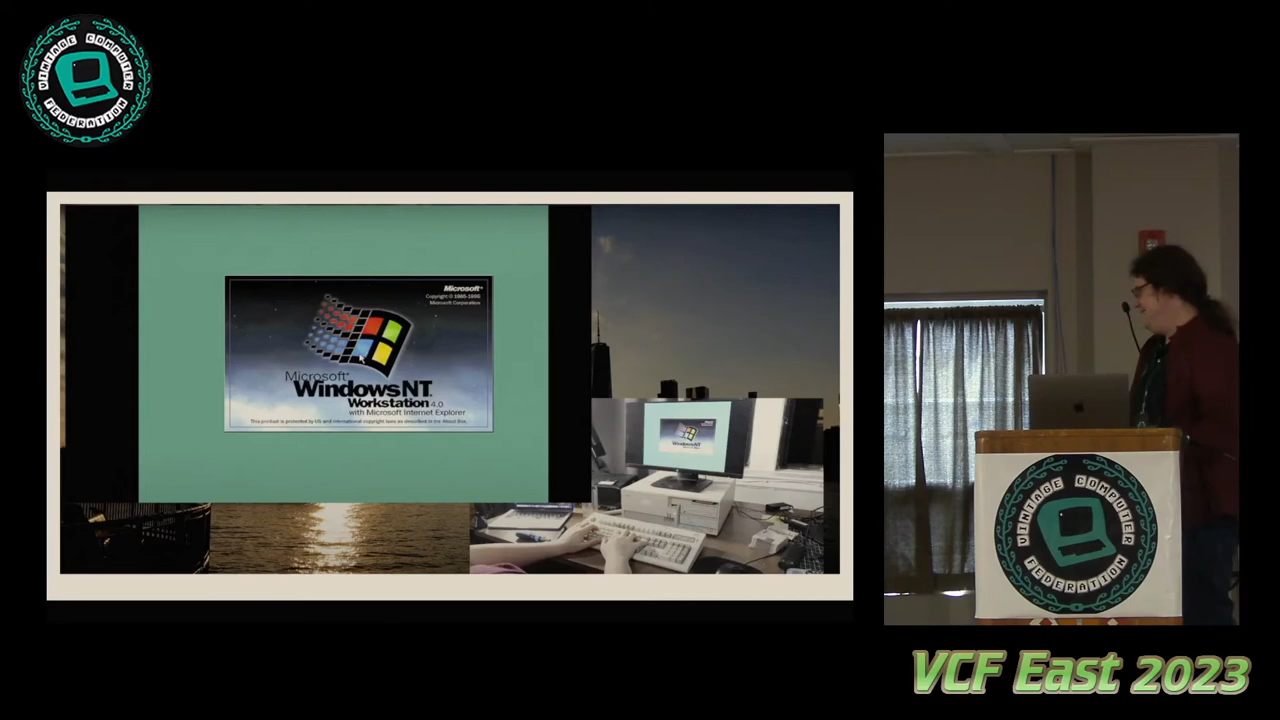 VINTAGE COMPUTER
FEDERATION
Microsoft
Copyright © 1985-1996
Microsoft Corporation
Microsoft
Windows NT
Workstation 4.0
with Microsoft Internet Explorer
This product is protected by US and international copyright laws as described in the About Box.
WindowsNT
VINTAGE COMPUTER
FEDERATION
VCF East 2023